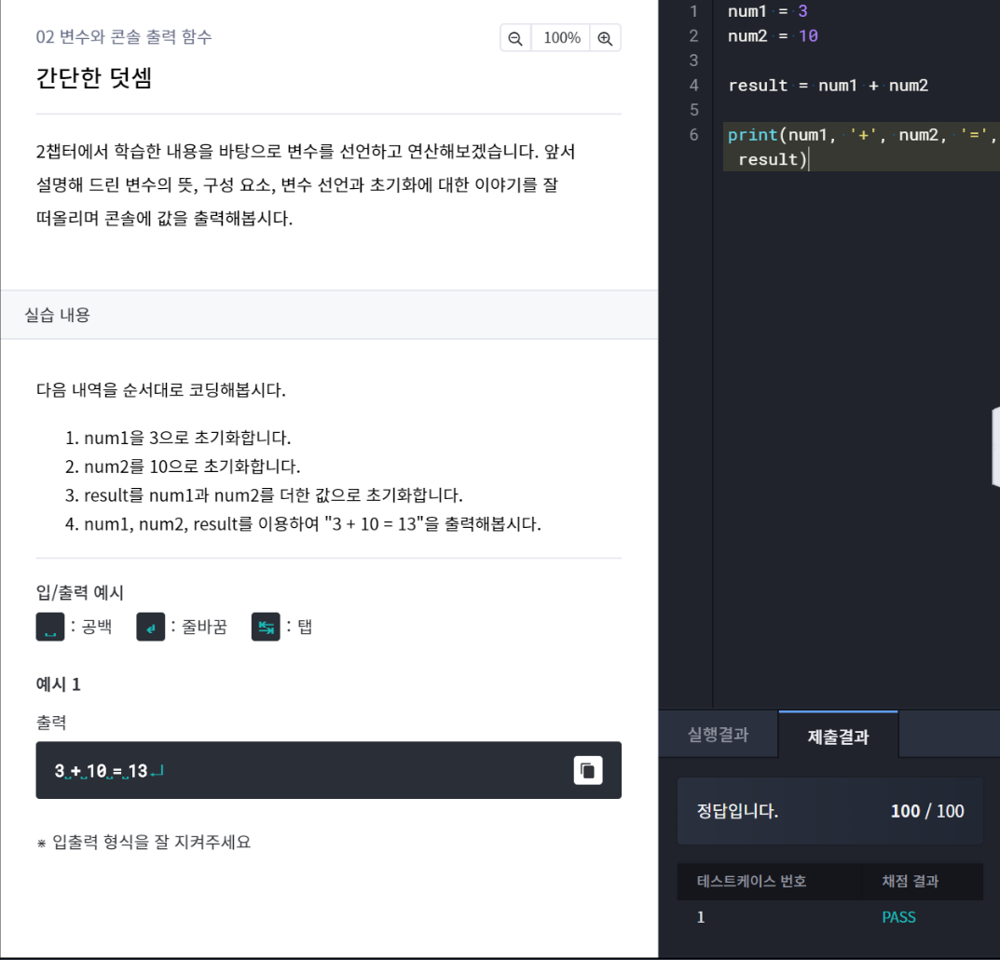 02 변수와 콘솔 출력 함수
100%
간단한 덧셈
2챕터에서 학습한 내용을 바탕으로 변수를 선언하고 연산해보겠습니다. 앞서
설명해 드린 변수의 뜻, 구성 요소, 변수 선언과 초기화에 대한 이야기를 잘
떠올리며 콘솔에 값을 출력해봅시다.
실습 내용
다음 내역을 순서대로 코딩해봅시다.
1. num1을 3으로 초기화합니다.
2. num2를 10으로 초기화합니다.
3. result를 num1과 num2를 더한 값으로 초기화합니다.
4. num1, num2, result를 이용하여 "3 + 10 = 13"을 출력해봅시다.
입/출력 예시
␣ : 공백 ↲ : 줄바꿈 ↹ : 탭
예시 1
출력
3␣+␣10␣=␣13↲
※ 입출력 형식을 잘 지켜주세요
1 num1 = 3
2 num2 = 10
3
4 result = num1 + num2
5
6 print(num1, '+', num2, '=',
result)
실행결과 제출결과
정답입니다. 100 / 100
테스트케이스 번호 채점 결과
1 PASS